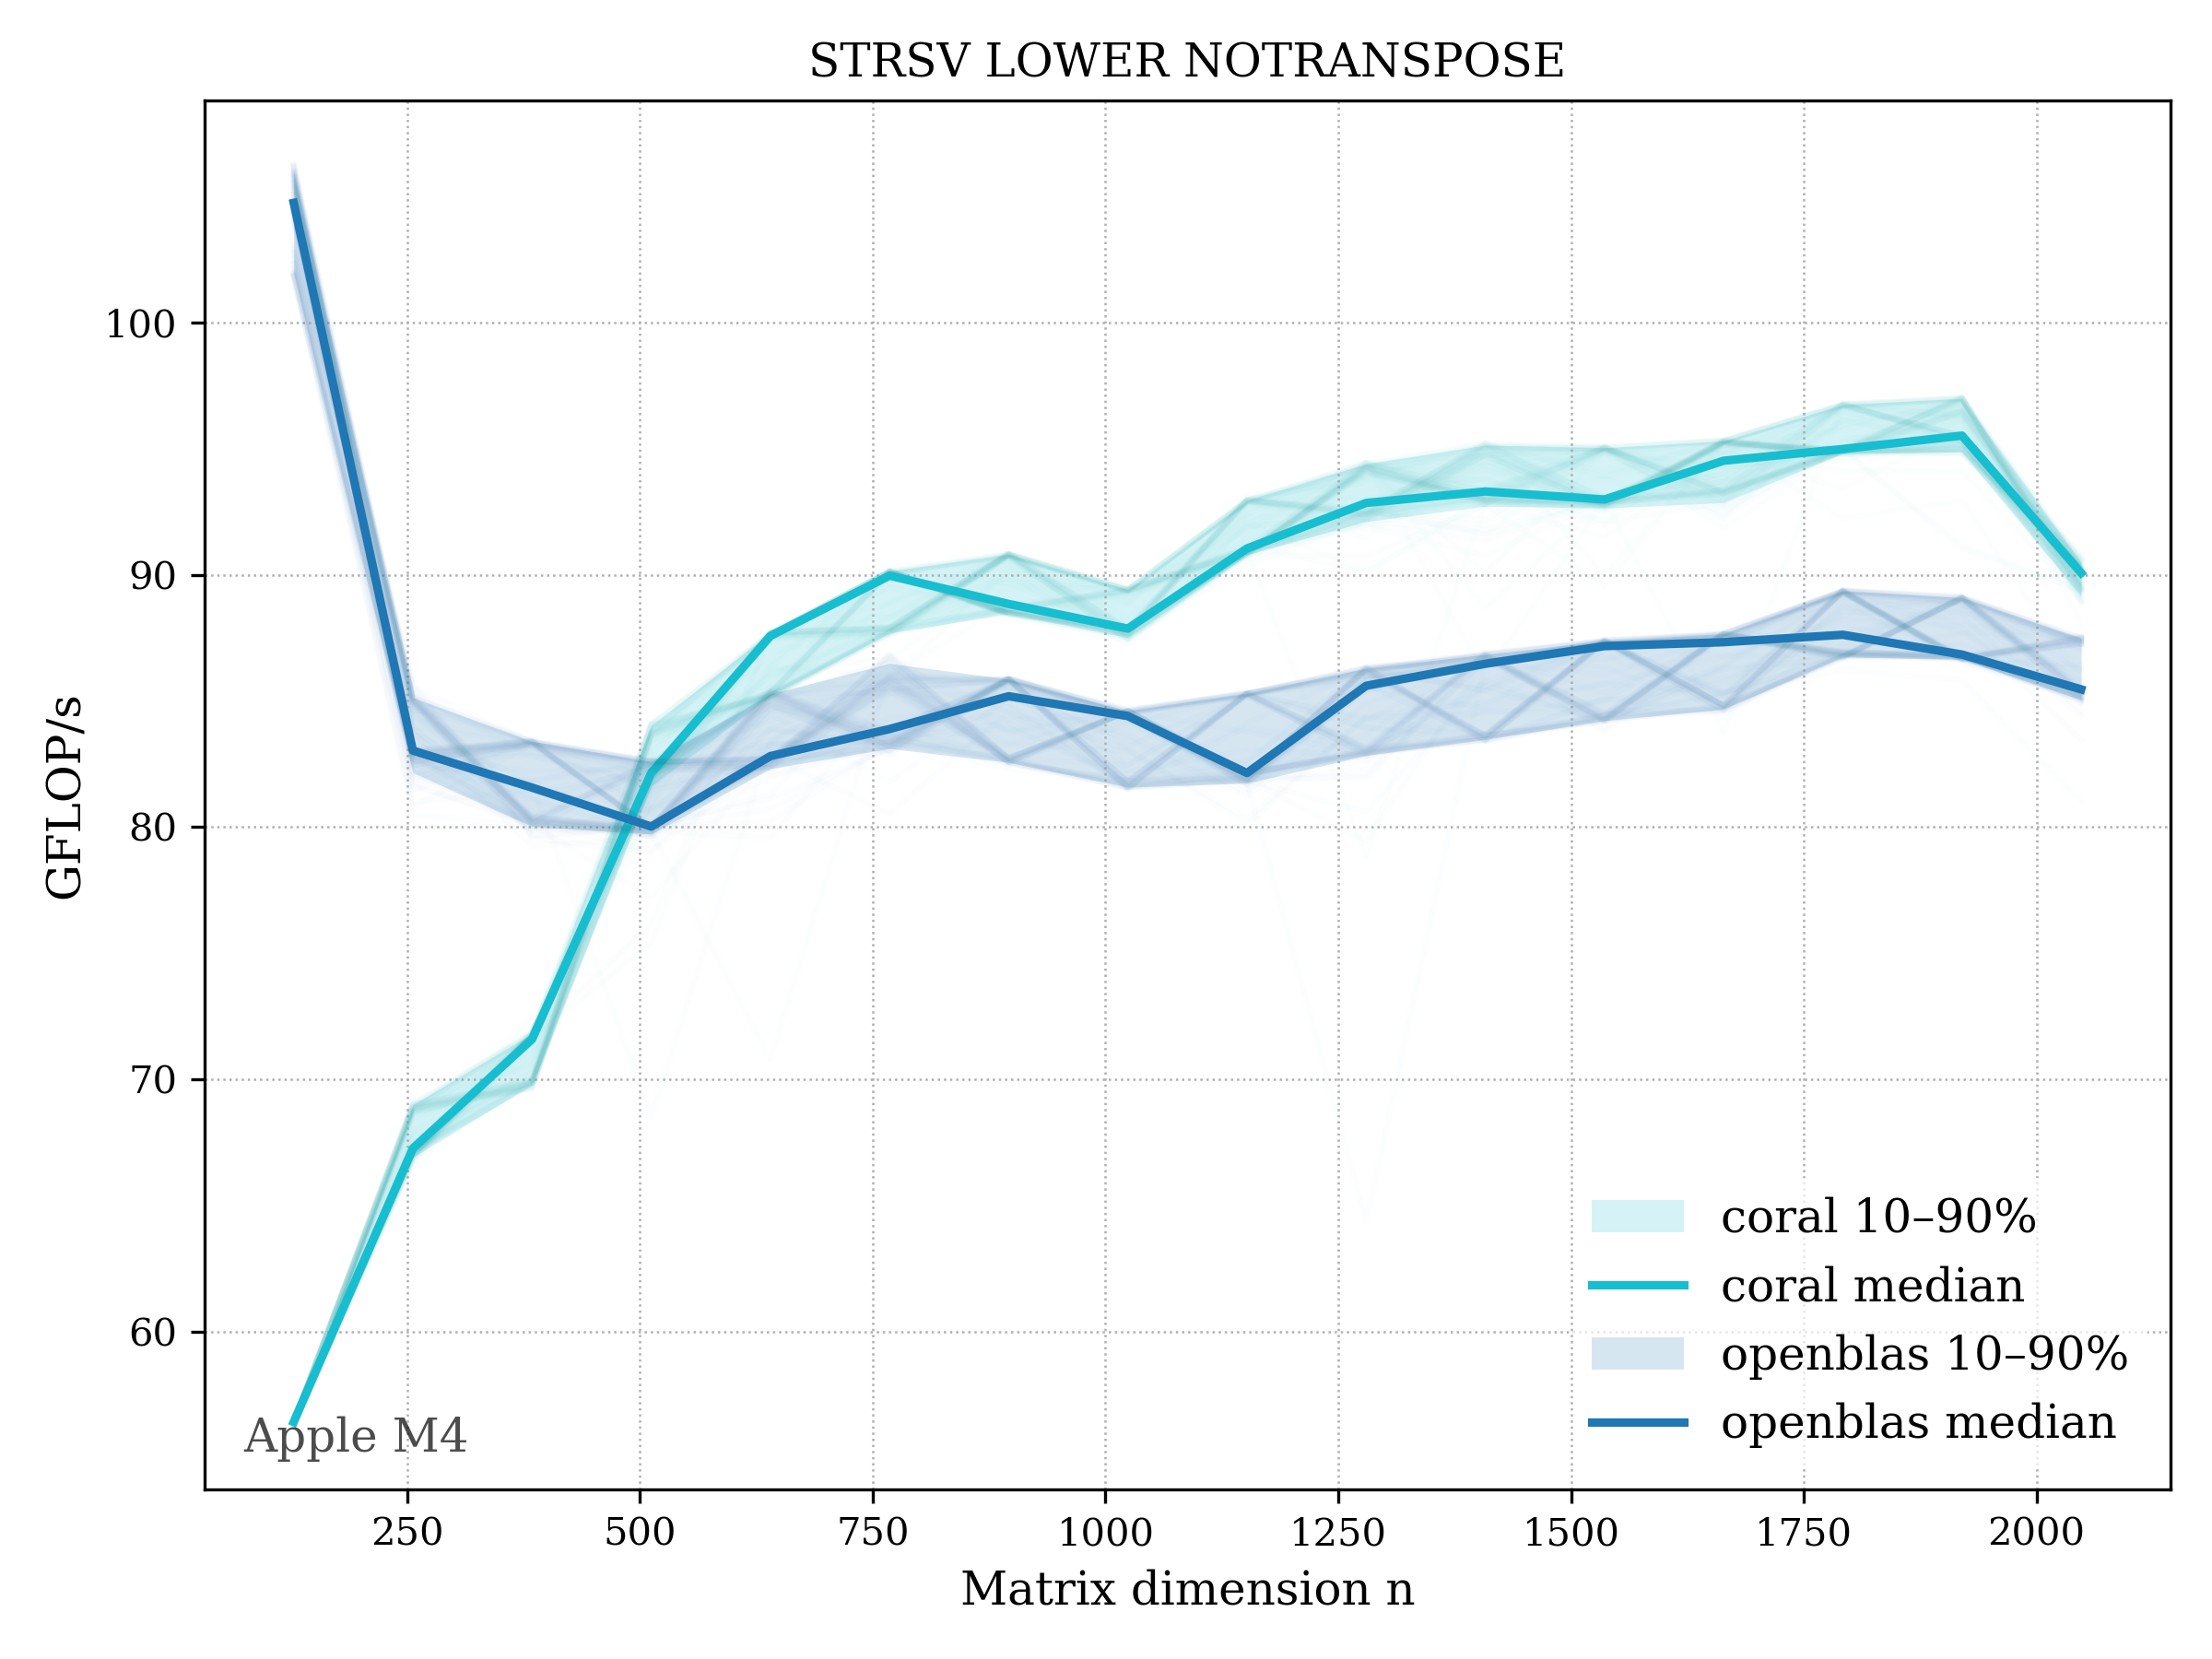 STRSV LOWER NOTRANSPOSE
GFLOP/s
100
90
80
70
60
coral 10–90%
coral median
openblas 10–90%
openblas median
Apple M4
250 500 750 1000 1250 1500 1750 2000
Matrix dimension n